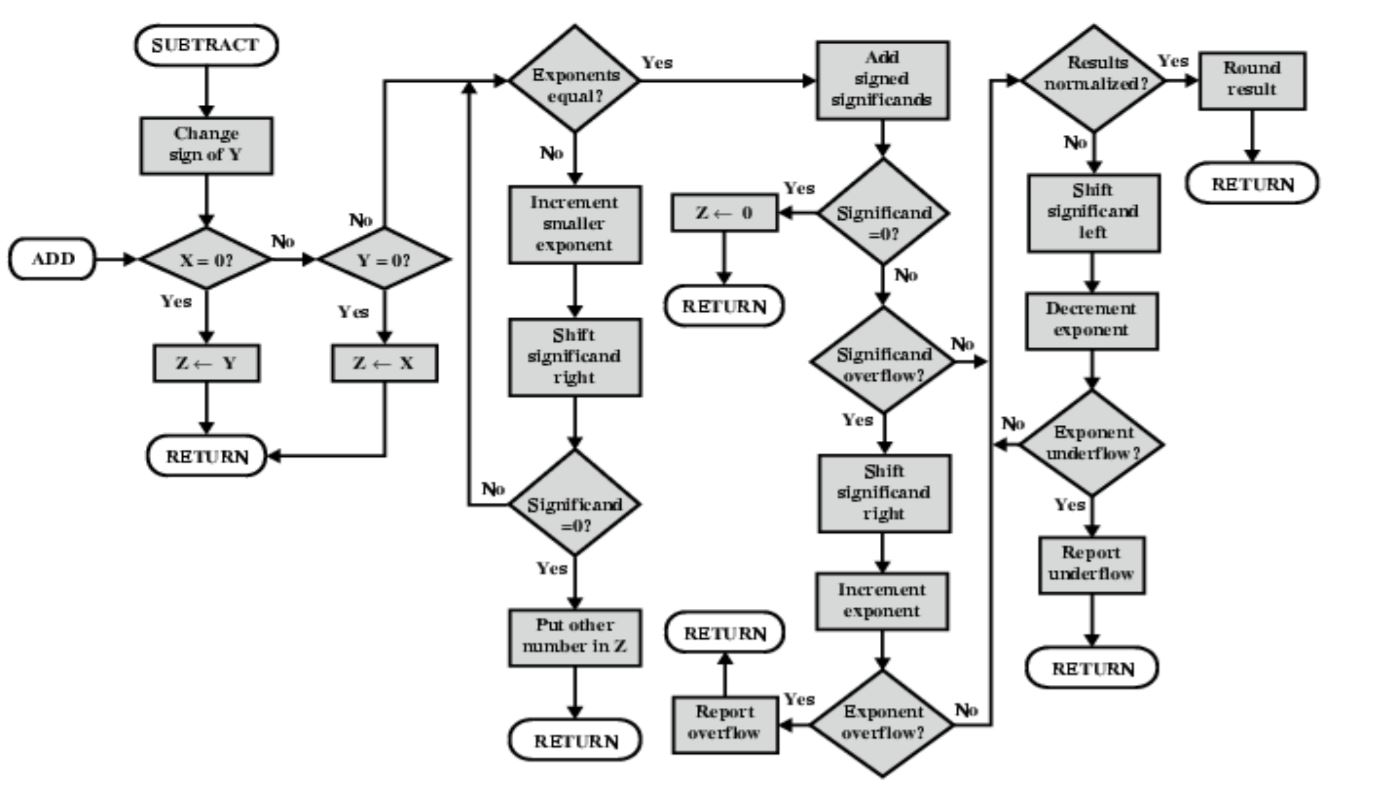 SUBTRACT
Change
sign of Y
ADD
X = 0?
No
Yes
Z ← Y
RETURN
Y = 0?
No
Yes
Z ← X
Exponents
equal?
Yes
No
Increment
smaller
exponent
Shift
significand
right
Significand
=0?
No
Yes
Put other
number in Z
RETURN
Add
signed
significands
Significand
=0?
Yes
Z ← 0
RETURN
No
Significand
overflow?
No
Yes
Shift
significand
right
Increment
exponent
Exponent
overflow?
Yes
Report
overflow
RETURN
No
Results
normalized?
Yes
Round
result
RETURN
No
Shift
significand
left
Decrement
exponent
Exponent
underflow?
No
Yes
Report
underflow
RETURN